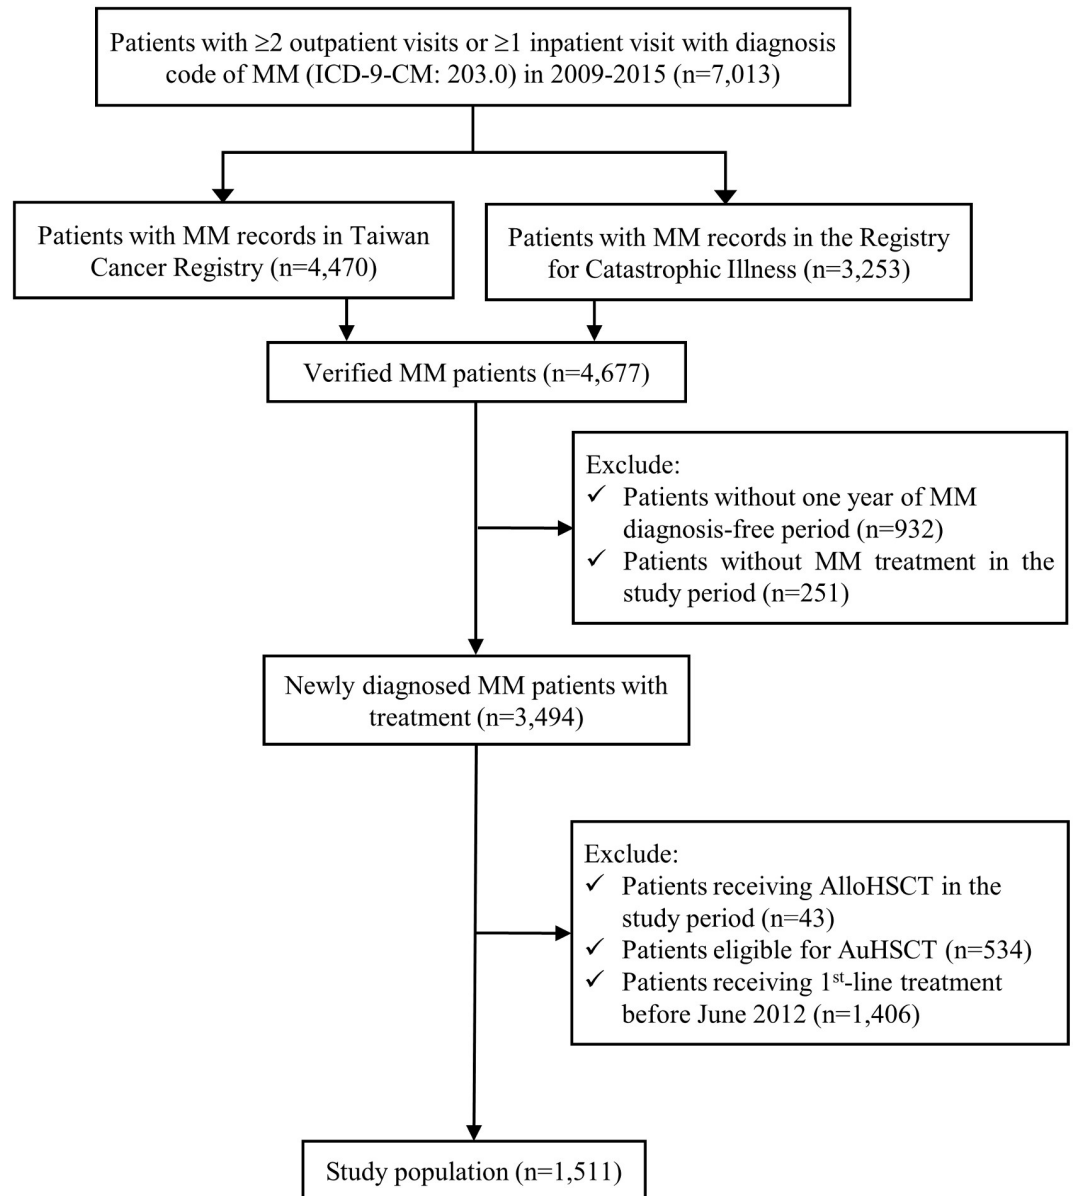 Patients with ≥2 outpatient visits or ≥1 inpatient visit with diagnosis
code of MM (ICD-9-CM: 203.0) in 2009-2015 (n=7,013)
Patients with MM records in Taiwan
Cancer Registry (n=4,470)
Patients with MM records in the Registry
for Catastrophic Illness (n=3,253)
Verified MM patients (n=4,677)
Exclude:
✓ Patients without one year of MM
diagnosis-free period (n=932)
✓ Patients without MM treatment in the
study period (n=251)
Newly diagnosed MM patients with
treatment (n=3,494)
Exclude:
✓ Patients receiving AlloHSCT in the
study period (n=43)
✓ Patients eligible for AuHSCT (n=534)
✓ Patients receiving 1st-line treatment
before June 2012 (n=1,406)
Study population (n=1,511)